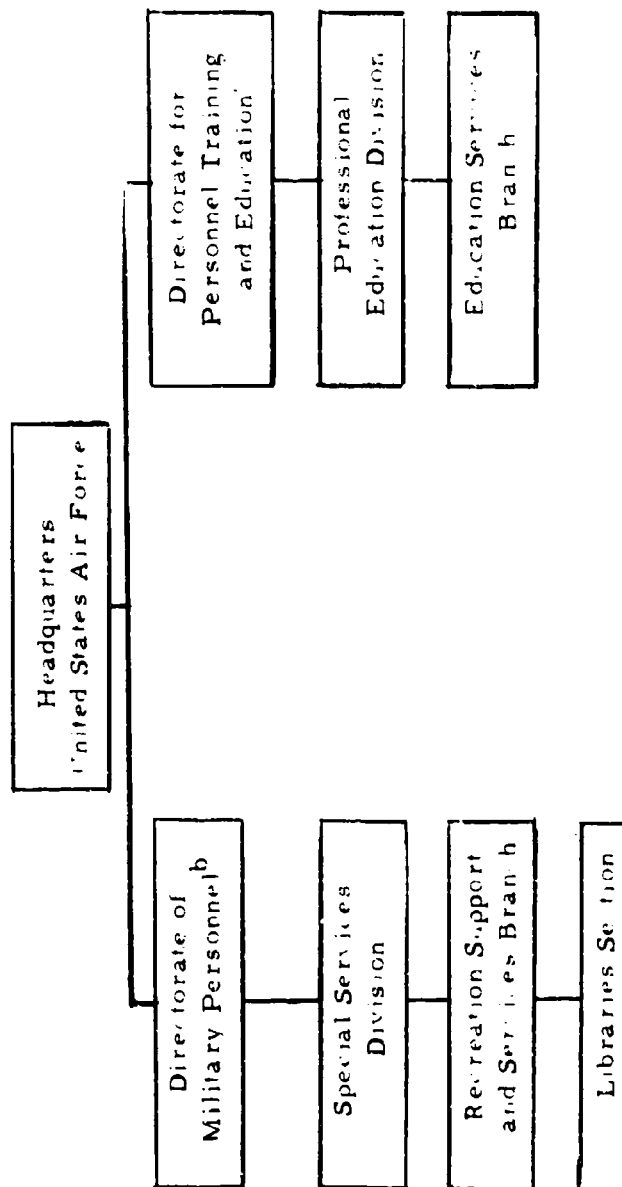 Headquarters
United States Air Force
Directorate of
Military Personnel b
Special Services
Division
Recreation Support
and Services Branch
Libraries Section
Directorate for
Personnel Training
and Education
Professional
Education Division
Education Services
Branch